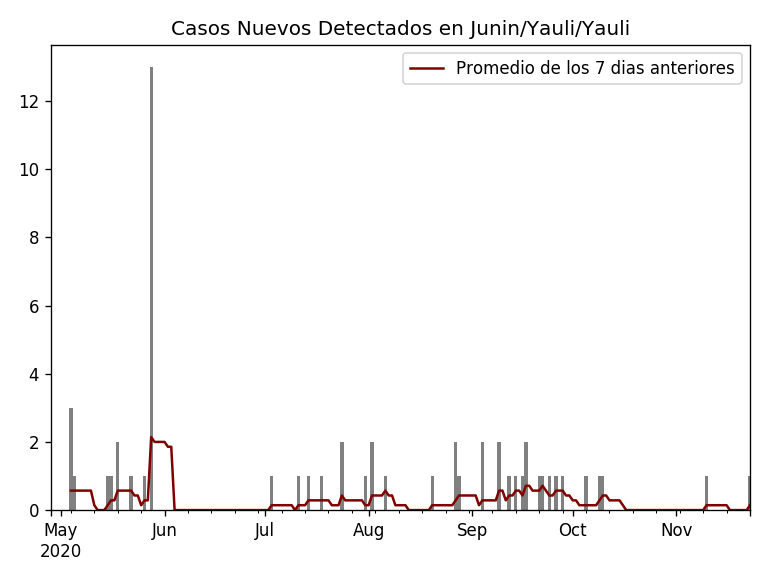 Casos Nuevos Detectados en Junin/Yauli/Yauli
Promedio de los 7 dias anteriores
12
10
8
6
4
2
0
May Jun Jul Aug Sep Oct Nov
2020